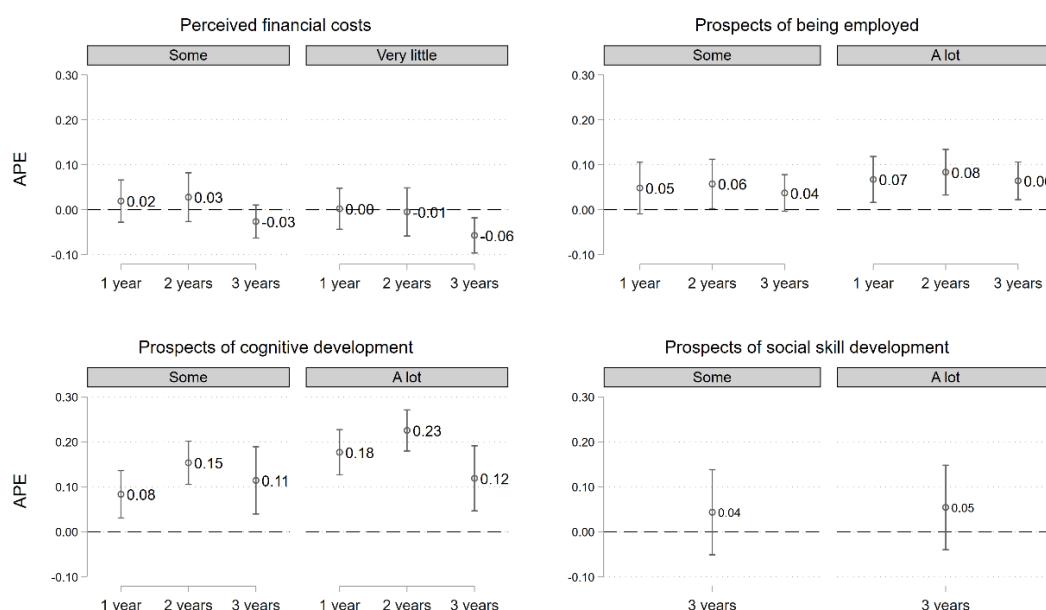 Perceived financial costs
Some Very little
0.30
0.20
0.10
0.00
-0.10
APE
0.02 0.03 -0.03 0.00 -0.01 -0.06
1 year 2 years 3 years 1 year 2 years 3 years
Prospects of being employed
Some A lot
0.30
0.20
0.10
0.00
-0.10
0.05 0.06 0.04 0.07 0.08
1 year 2 years 3 years 1 year 2 years
Prospects of cognitive development
Some A lot
0.30
0.20
0.10
0.00
-0.10
APE
0.08 0.15 0.11 0.18 0.23 0.12
1 year 2 years 3 years 1 year 2 years 3 years
Prospects of social skill development
Some A lot
0.30
0.20
0.10
0.00
-0.10
0.04 0.05
3 years 3 years